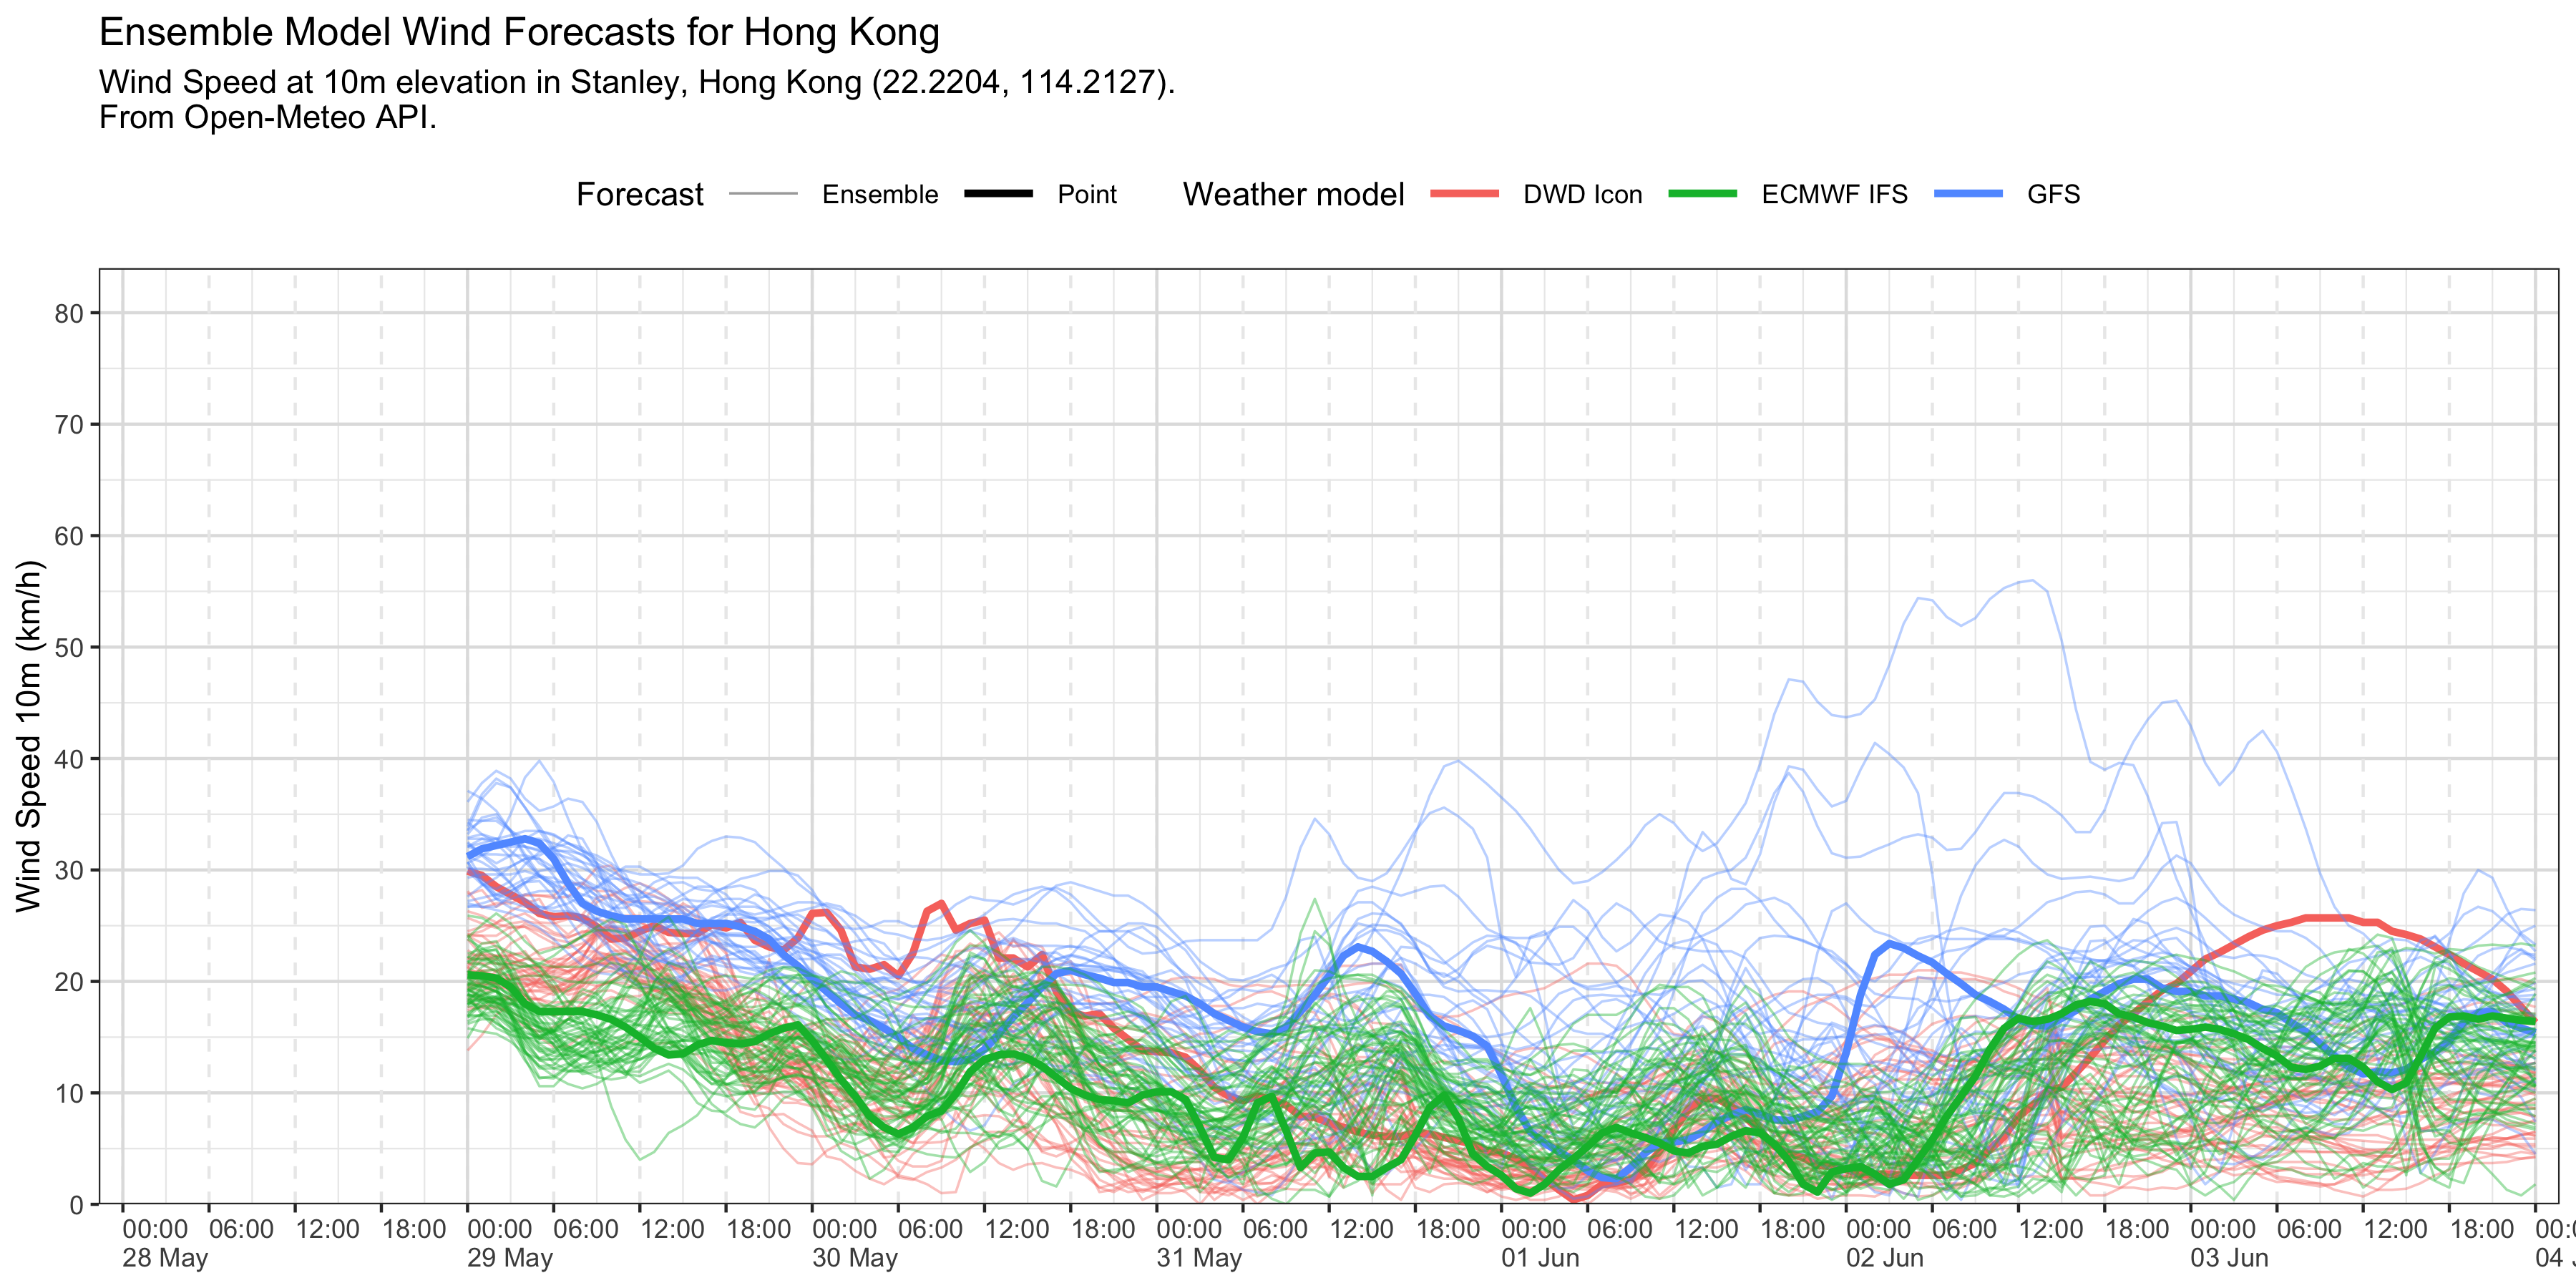 Ensemble Model Wind Forecasts for Hong Kong
Wind Speed at 10m elevation in Stanley, Hong Kong (22.2204, 114.2127).
From Open-Meteo API.
Forecast Ensemble Point Weather model DWD Icon ECMWF IFS GFS
Wind Speed 10m (km/h)
80
70
60
50
40
30
20
10
0
00:00 06:00 12:00 18:00 00:00 06:00 12:00 18:00 00:00 06:00 12:00 18:00 00:00 06:00 12:00 18:00 00:00 06:00 12:00 18:00 00:00 06:00 12:00 18:00 00:00 06:00 12:00 18:00
28 May 29 May 30 May 31 May 01 Jun 02 Jun 03 Jun 04